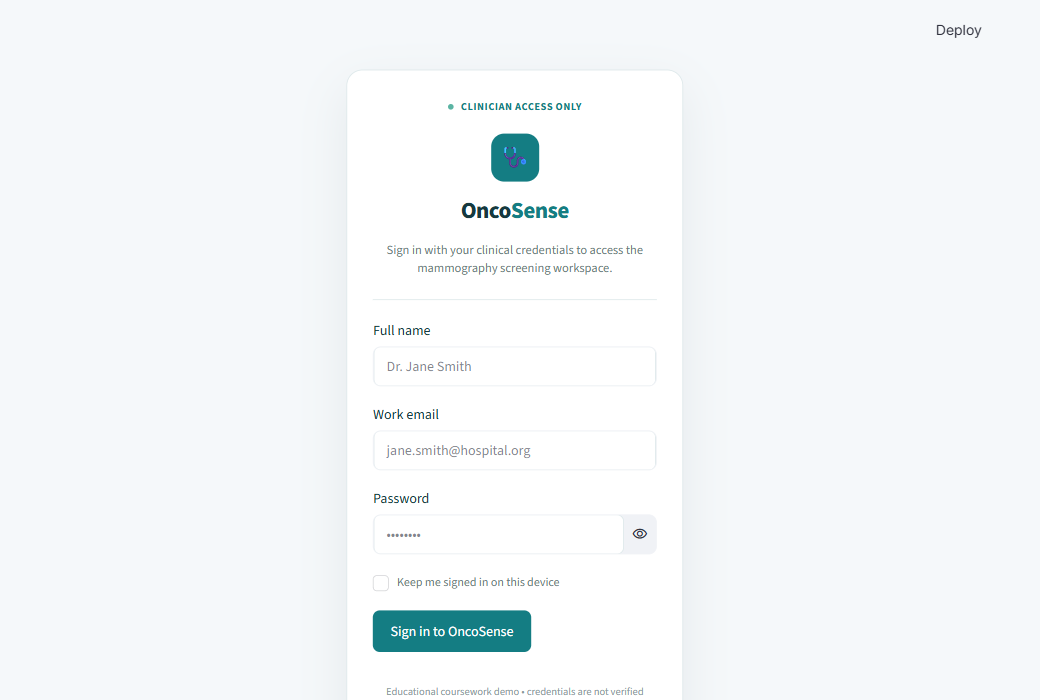 Deploy
CLINICIAN ACCESS ONLY
OncoSense
Sign in with your clinical credentials to access the
mammography screening workspace.
Full name
Dr. Jane Smith
Work email
jane.smith@hospital.org
Password
••••••••
Keep me signed in on this device
Sign in to OncoSense
Educational coursework demo • credentials are not verified